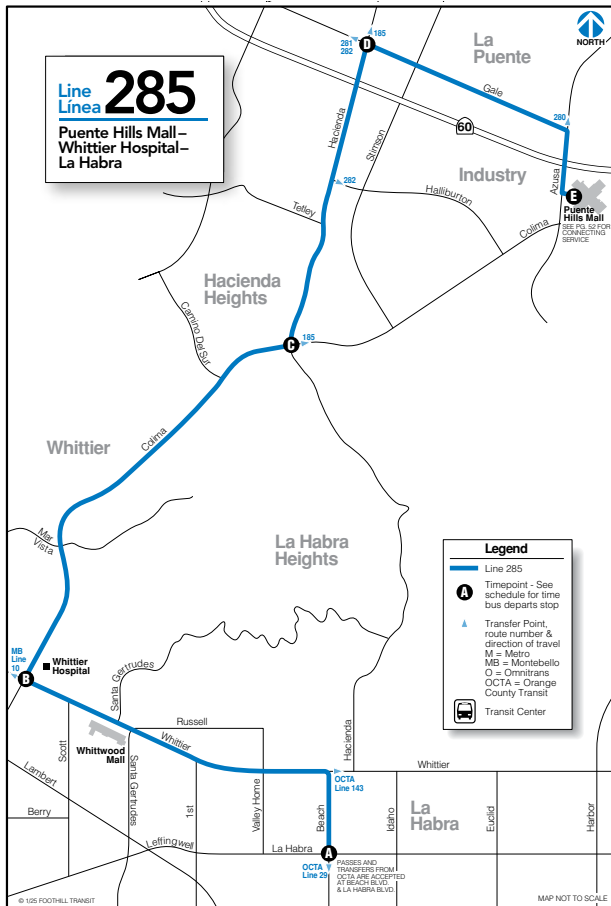 Line
Línea
285
Puente Hills Mall–
Whittier Hospital–
La Habra
281
282
185
D
La
Puente
NORTH
Gale
60
280
Hacienda
Stimson
282
Halliburton
Industry
Azusa
E
Puente
Hills Mall
SEE PG. 52 FOR
CONNECTING
SERVICE
Tetley
Colima
Hacienda
Heights
Camino Del Sur
C
185
Whittier
Colima
Mar
Vista
La Habra
Heights
Legend
Line 285
A
Timepoint - See
schedule for time
bus departs stop
Transfer Point,
route number &
direction of travel
M = Metro
MB = Montebello
O = Omnitrans
OCTA = Orange
County Transit
Transit Center
MB
Line
10
B
Whittier
Hospital
Santa Gertrudes
Russell
Whittier
Whittwood
Mall
Scott
Lambert
Berry
Santa Gertrudes
1st
Valley Home
Hacienda
Whittier
OCTA
Line 143
Beach
Idaho
La
Habra
Euclid
Harbor
Leffingwell
La Habra
A
OCTA
Line 29
PASSES AND
TRANSFERS FROM
OCTA ARE ACCEPTED
AT BEACH BLVD.
& LA HABRA BLVD.
© 1/25 FOOTHILL TRANSIT
MAP NOT TO SCALE